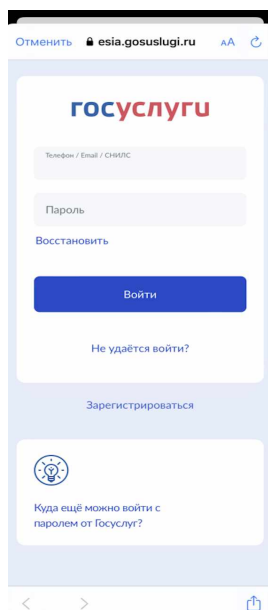 Отменить esia.gosuslugi.ru AA
госуслуги
Телефон / Email / СНИЛС
Пароль
Восстановить
Войти
Не удаётся войти?
Зарегистрироваться
Куда ещё можно войти с
паролем от Госуслуг?